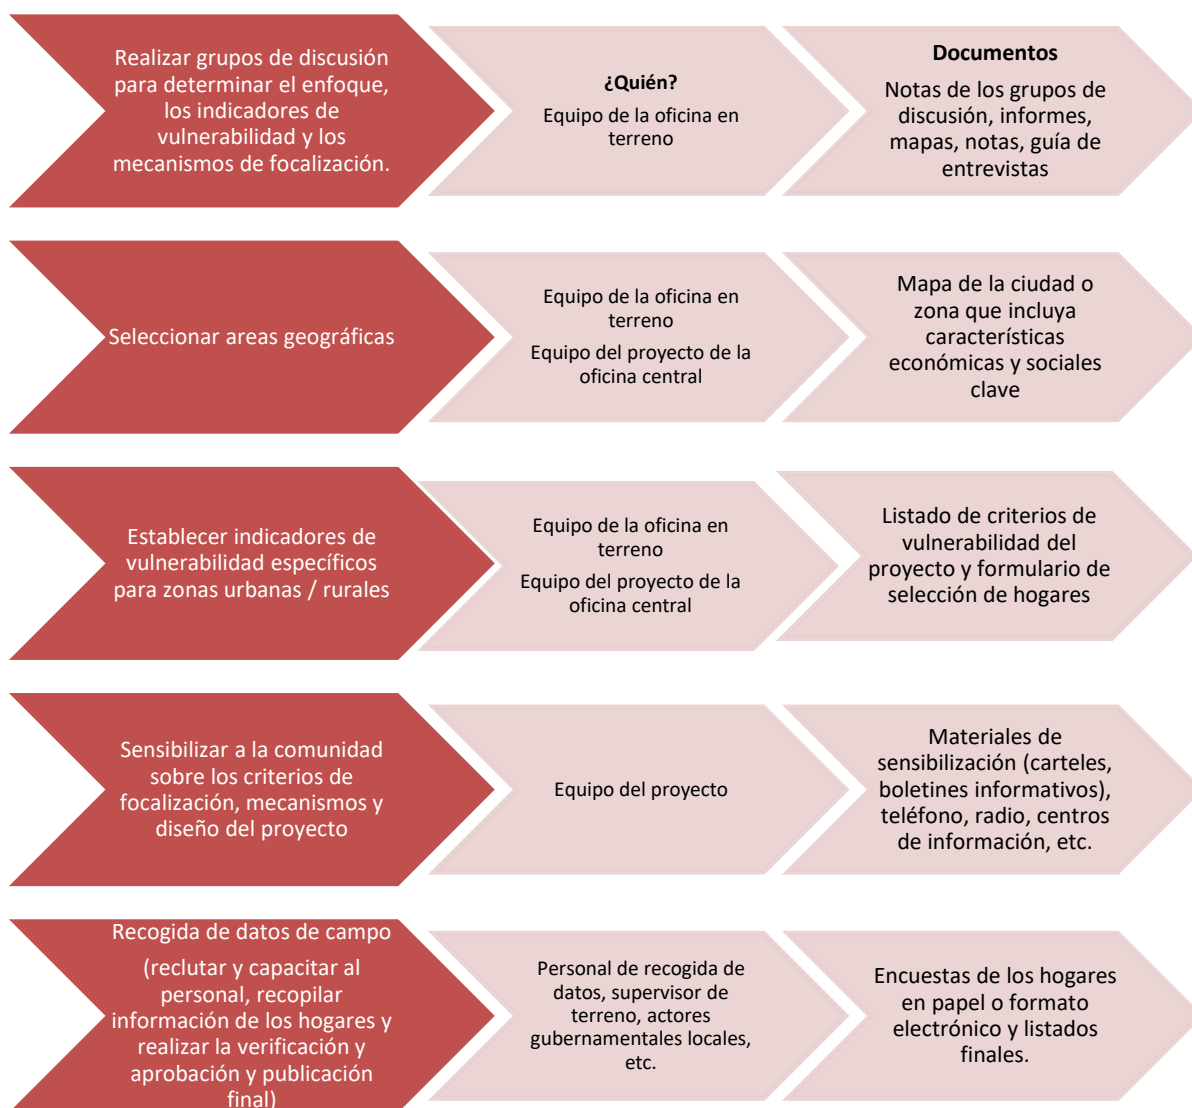 Realizar grupos de discusión
para determinar el enfoque,
los indicadores de
vulnerabilidad y los
mecanismos de focalización.
¿Quién?
Equipo de la oficina en
terreno
Documentos
Notas de los grupos de
discusión, informes,
mapas, notas, guía de
entrevistas
Seleccionar areas geográficas
Equipo de la oficina en
terreno
Equipo del proyecto de la
oficina central
Mapa de la ciudad o
zona que incluya
características
económicas y sociales
clave
Establecer indicadores de
vulnerabilidad específicos
para zonas urbanas / rurales
Equipo de la oficina en
terreno
Equipo del proyecto de la
oficina central
Listado de criterios de
vulnerabilidad del
proyecto y formulario de
selección de hogares
Sensibilizar a la comunidad
sobre los criterios de
focalización, mecanismos y
diseño del proyecto
Equipo del proyecto
Materiales de
sensibilización (carteles,
boletines informativos),
teléfono, radio, centros
de información, etc.
Recogida de datos de campo
(reclutar y capacitar al
personal, recopilar
información de los hogares y
realizar la verificación y
aprobación y publicación
final)
Personal de recogida de
datos, supervisor de
terreno, actores
gubernamentales locales,
etc.
Encuestas de los hogares
en papel o formato
electrónico y listados
finales.